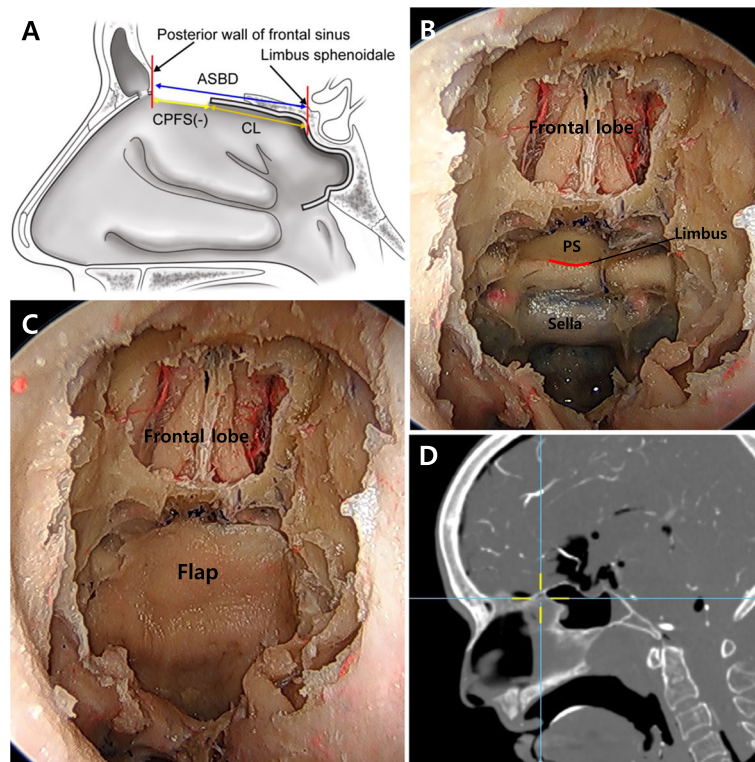 A
Posterior wall of frontal sinus
Limbus sphenoidale
ASBD
CPFS(-)
CL
B
Frontal lobe
PS
Limbus
Sella
C
Frontal lobe
Flap
D